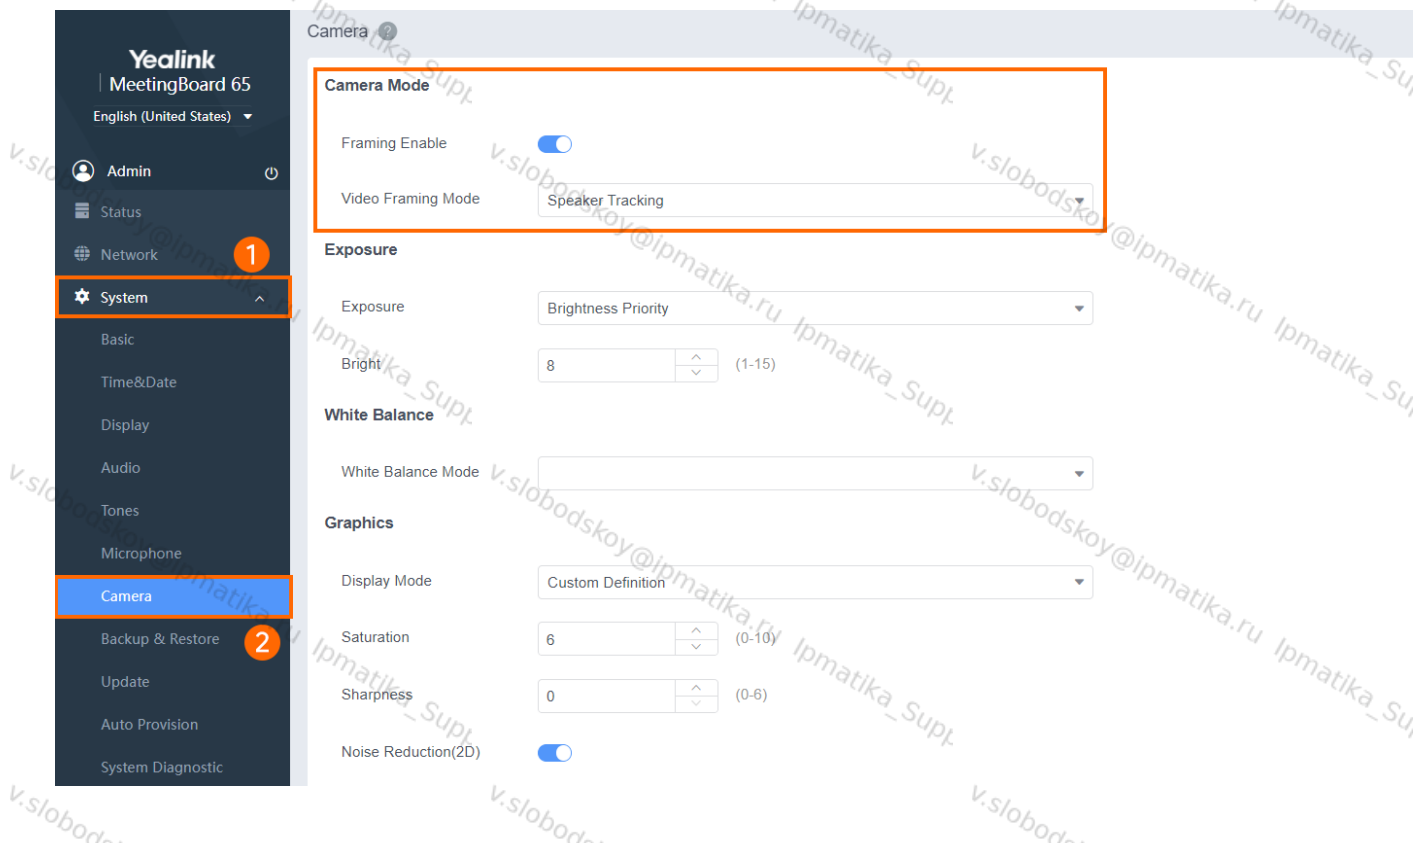 Yealink
MeetingBoard 65
English (United States)
Admin
Status
Network
1
System
Basic
Time&Date
Display
Audio
Tones
Microphone
Camera
Backup & Restore
2
Update
Auto Provision
System Diagnostic
Camera ?
Camera Mode
Framing Enable
Video Framing Mode Speaker Tracking
Exposure
Exposure Brightness Priority
Bright 8 (1-15)
White Balance
White Balance Mode
Graphics
Display Mode Custom Definition
Saturation 6 (0-10)
Sharpness 0 (0-6)
Noise Reduction(2D)
v.slobodskoy@ipmatika.ru Ipmatika_Supp